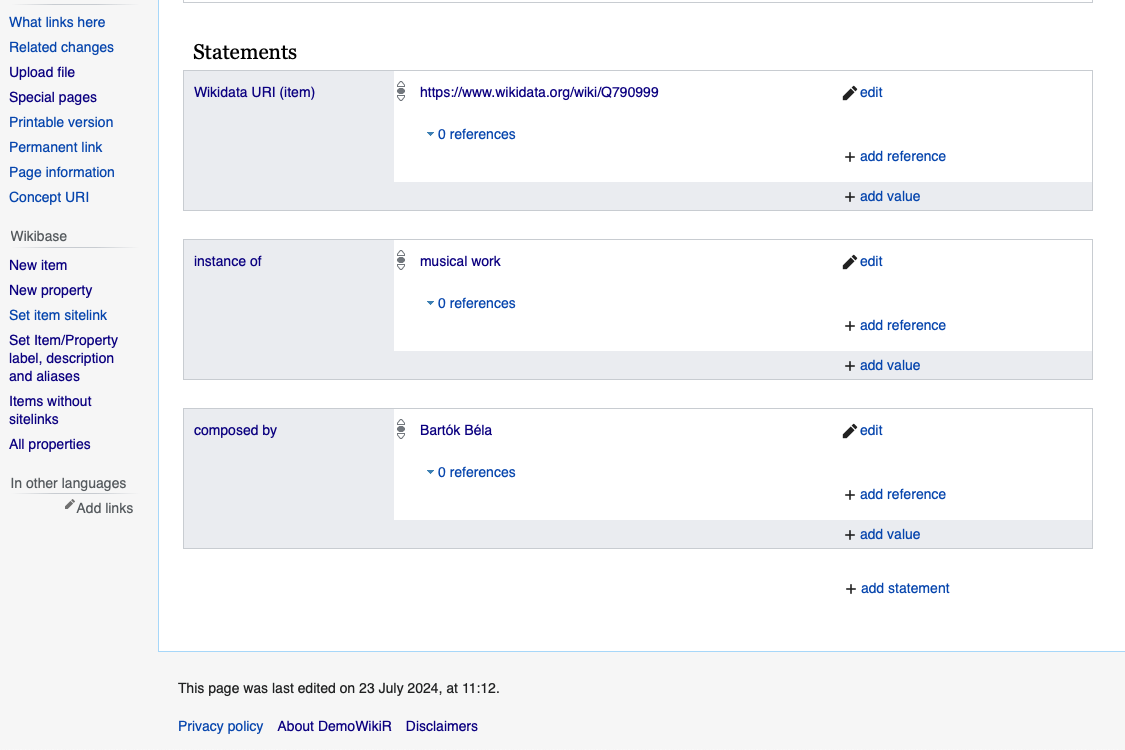 What links here
Related changes
Upload file
Special pages
Printable version
Permanent link
Page information
Concept URI
Wikibase
New item
New property
Set item sitelink
Set Item/Property
label, description
and aliases
Items without
sitelinks
All properties
In other languages
Add links
Statements
Wikidata URI (item)
https://www.wikidata.org/wiki/Q790999
edit
0 references
+ add reference
+ add value
instance of
musical work
edit
0 references
+ add reference
+ add value
composed by
Bartók Béla
edit
0 references
+ add reference
+ add value
+ add statement
This page was last edited on 23 July 2024, at 11:12.
Privacy policy About DemoWikiR Disclaimers